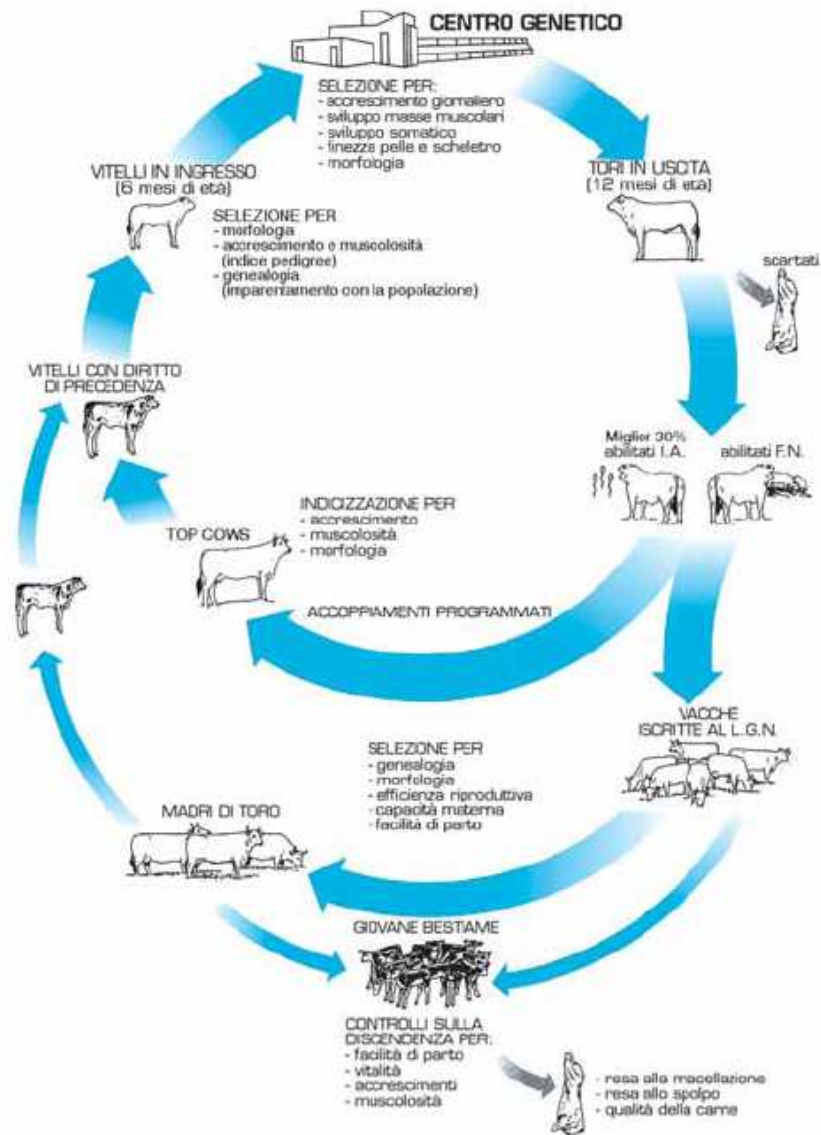 CENTRO GENETICO
SELEZIONE PER:
- accrescimento giornaliero
- sviluppo masse muscolari
- sviluppo somatico
- finezza pelle e scheletro
- morfologia
VITELLI IN INGRESSO
(6 mesi di età)
SELEZIONE PER
- morfologia
- accrescimento e muscolosità
(indice pedigree)
- genealogia
(imparentamento con la popolazione)
TORI IN USCITA
(12 mesi di età)
scartati
VITELLI CON DIRITTO
DI PRECEDENZA
Miglior 30%
abilitati I.A.
abilitati F.N.
INDICIZZAZIONE PER
- accrescimento
- muscolosità
- morfologia
TOP COWS
ACCOPPIAMENTI PROGRAMMATI
VACCHE
ISCRITTE AL L.G.N.
SELEZIONE PER
- genealogia
- morfologia
- efficienza riproduttiva
- capacità materna
- facilità di parto
MADRI DI TORO
GIOVANE BESTIAME
CONTROLLI SULLA
DISCENDENZA PER:
- facilità di parto
- vitalità
- accrescimenti
- muscolosità
- resa alla macellazione
- resa allo spolpo
- qualità della carne